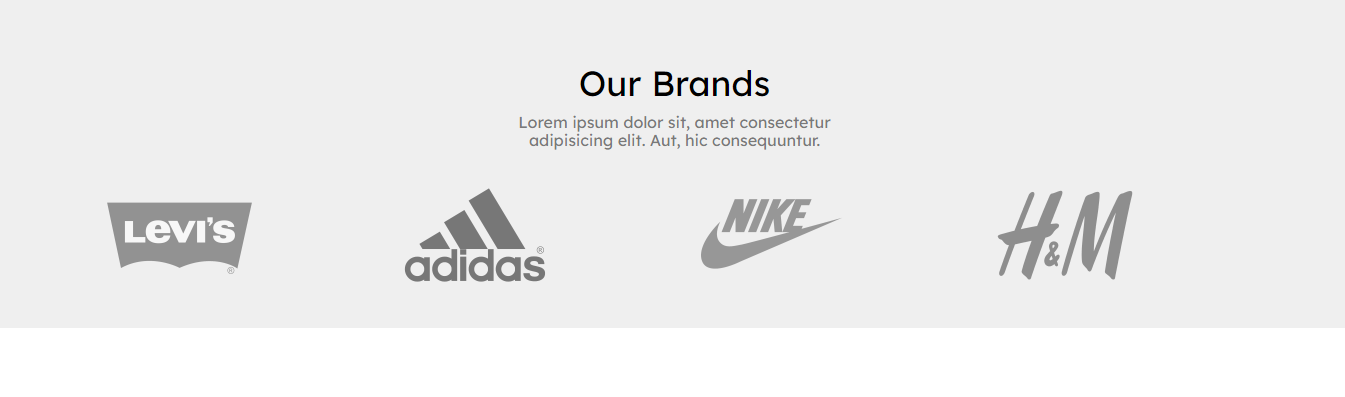 Our Brands
Lorem ipsum dolor sit, amet consectetur
adipisicing elit. Aut, hic consequuntur.
Levi's ®
adidas ®
NIKE
H&M